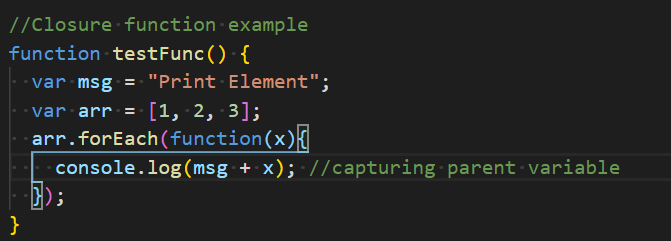 //Closure function example
function testFunc() {
  var msg = "Print Element";
  var arr = [1, 2, 3];
  arr.forEach(function(x){
    console.log(msg + x); //capturing parent variable
  });
}